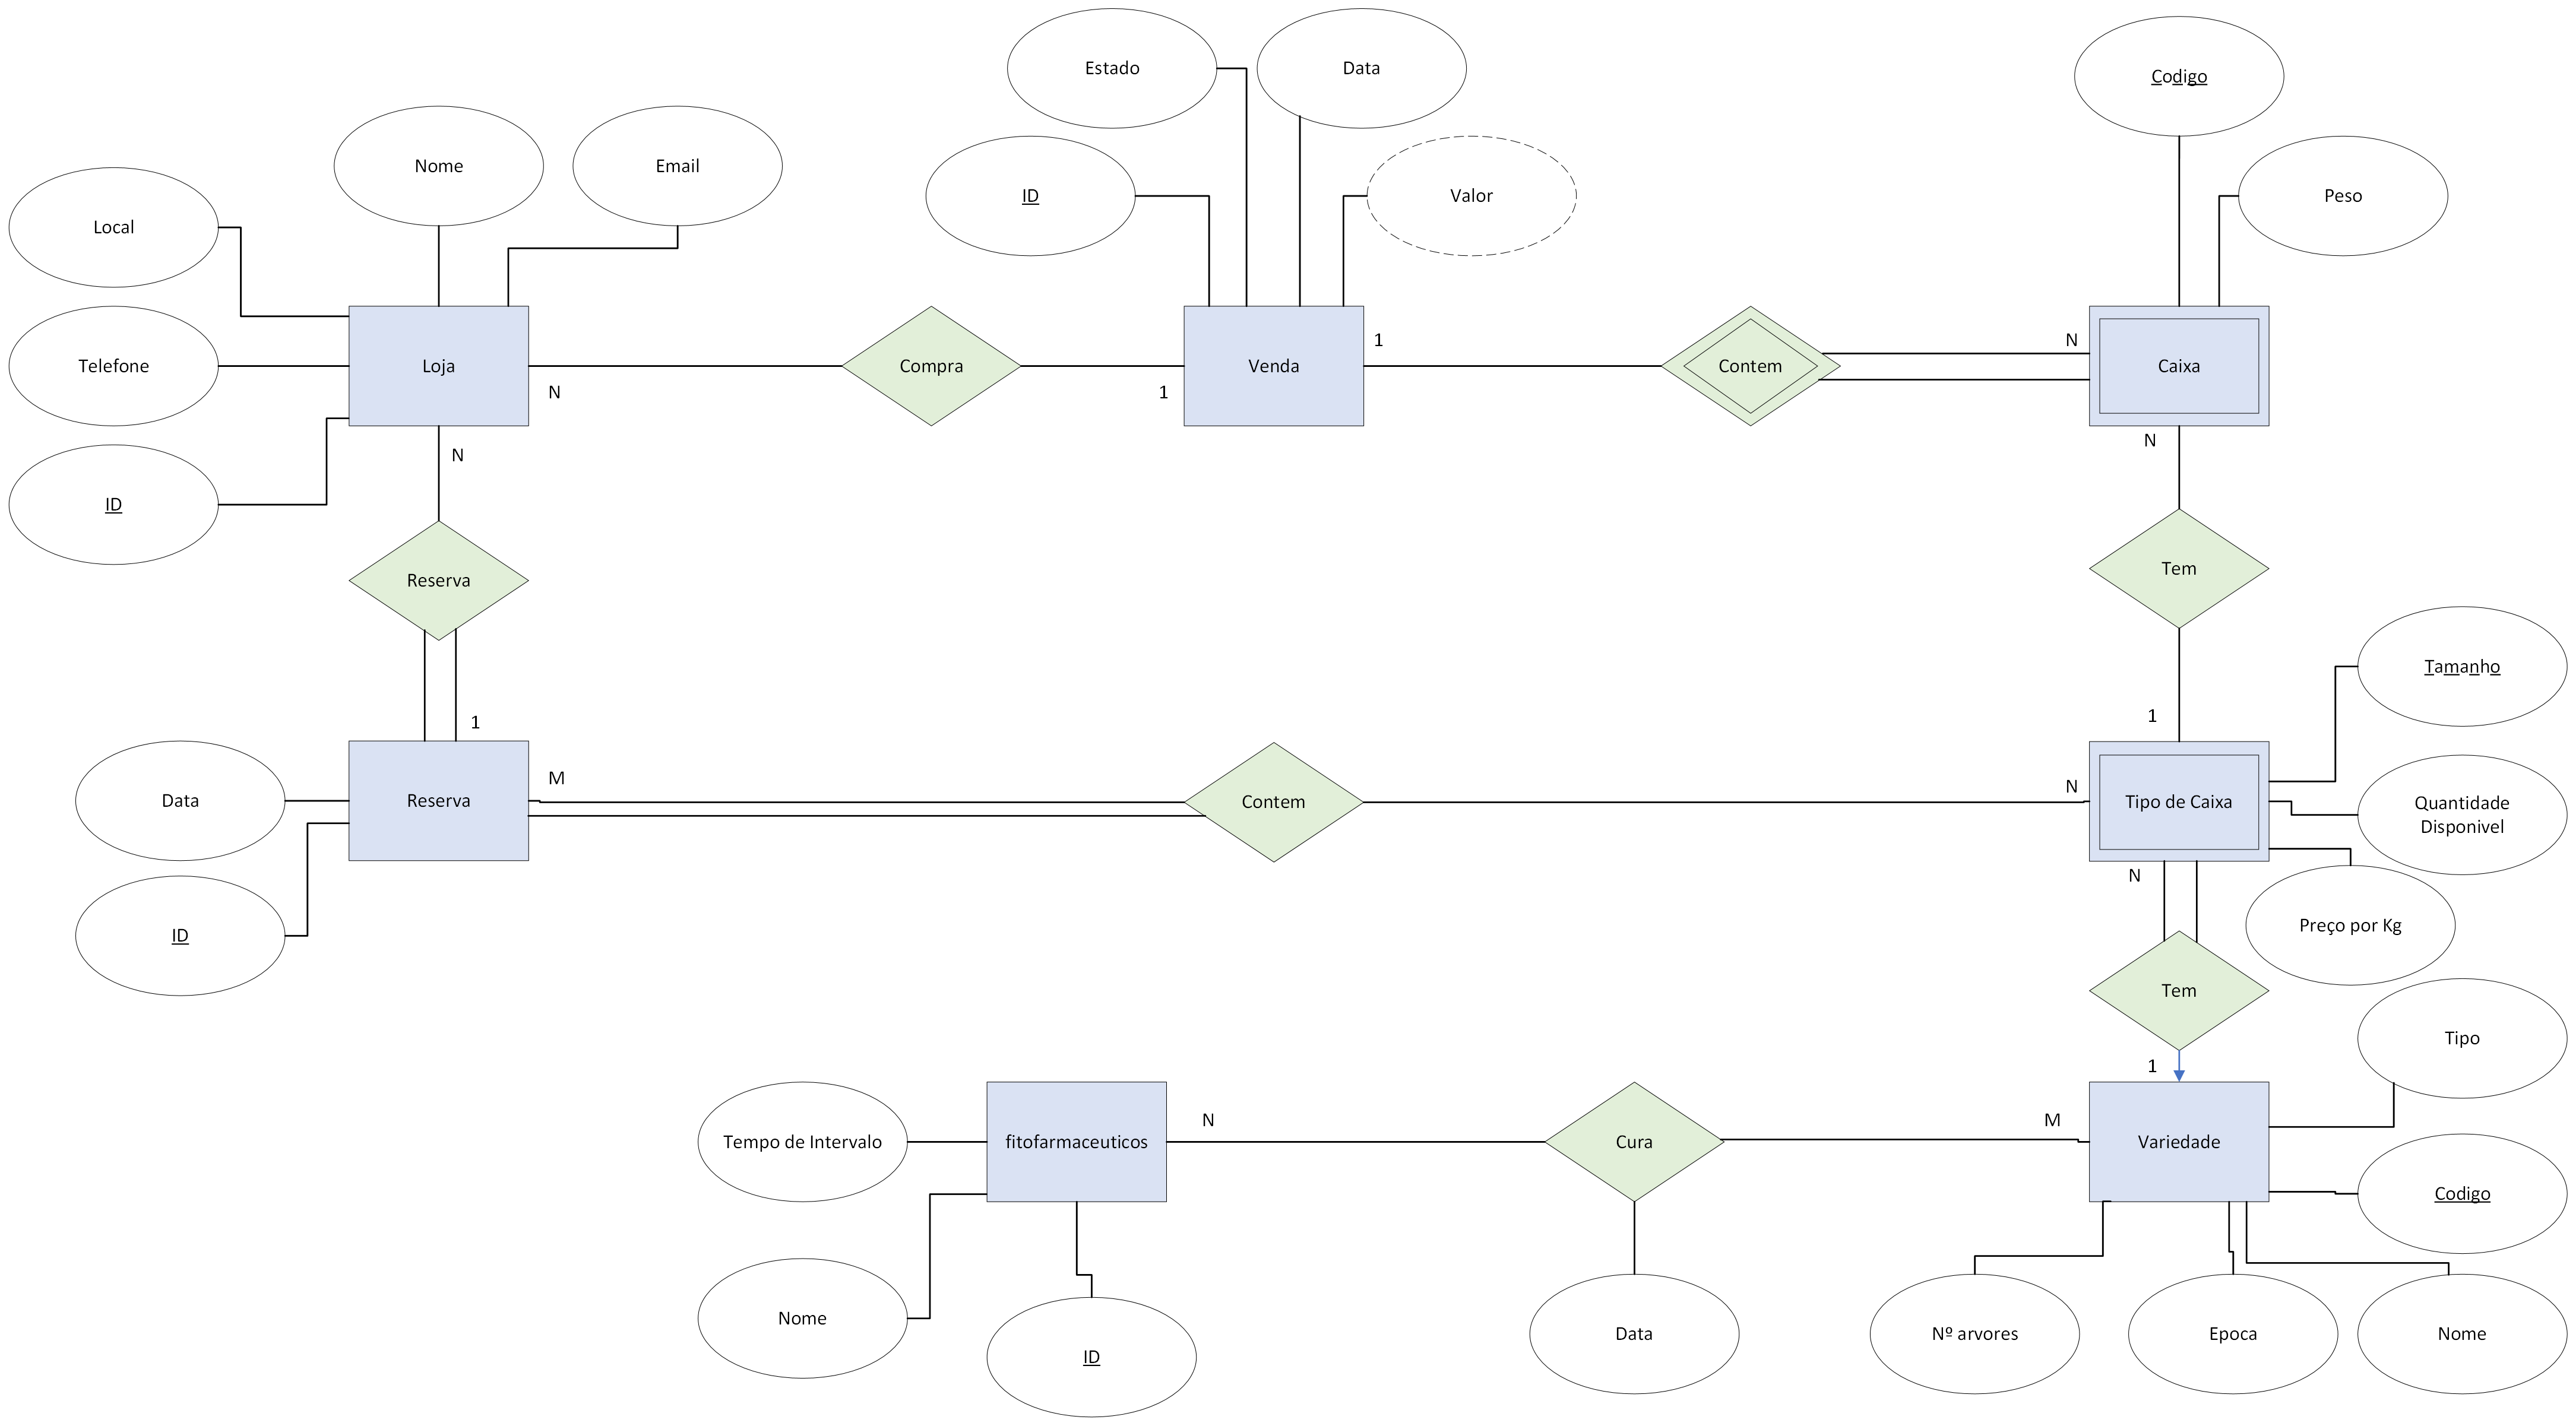 Estado
Data
Codigo
Nome
Email
ID
Valor
Peso
Local
Telefone
Loja
N
Compra
1
Venda
1
Contem
N
Caixa
ID
N
N
Reserva
Tem
Tamanho
1
1
Data
Reserva
M
Contem
N
Tipo de Caixa
Quantidade
Disponivel
N
Preço por Kg
ID
Tem
Tipo
1
Tempo de Intervalo
fitofarmaceuticos
N
Cura
M
Variedade
Codigo
Nome
ID
Data
Nº arvores
Epoca
Nome